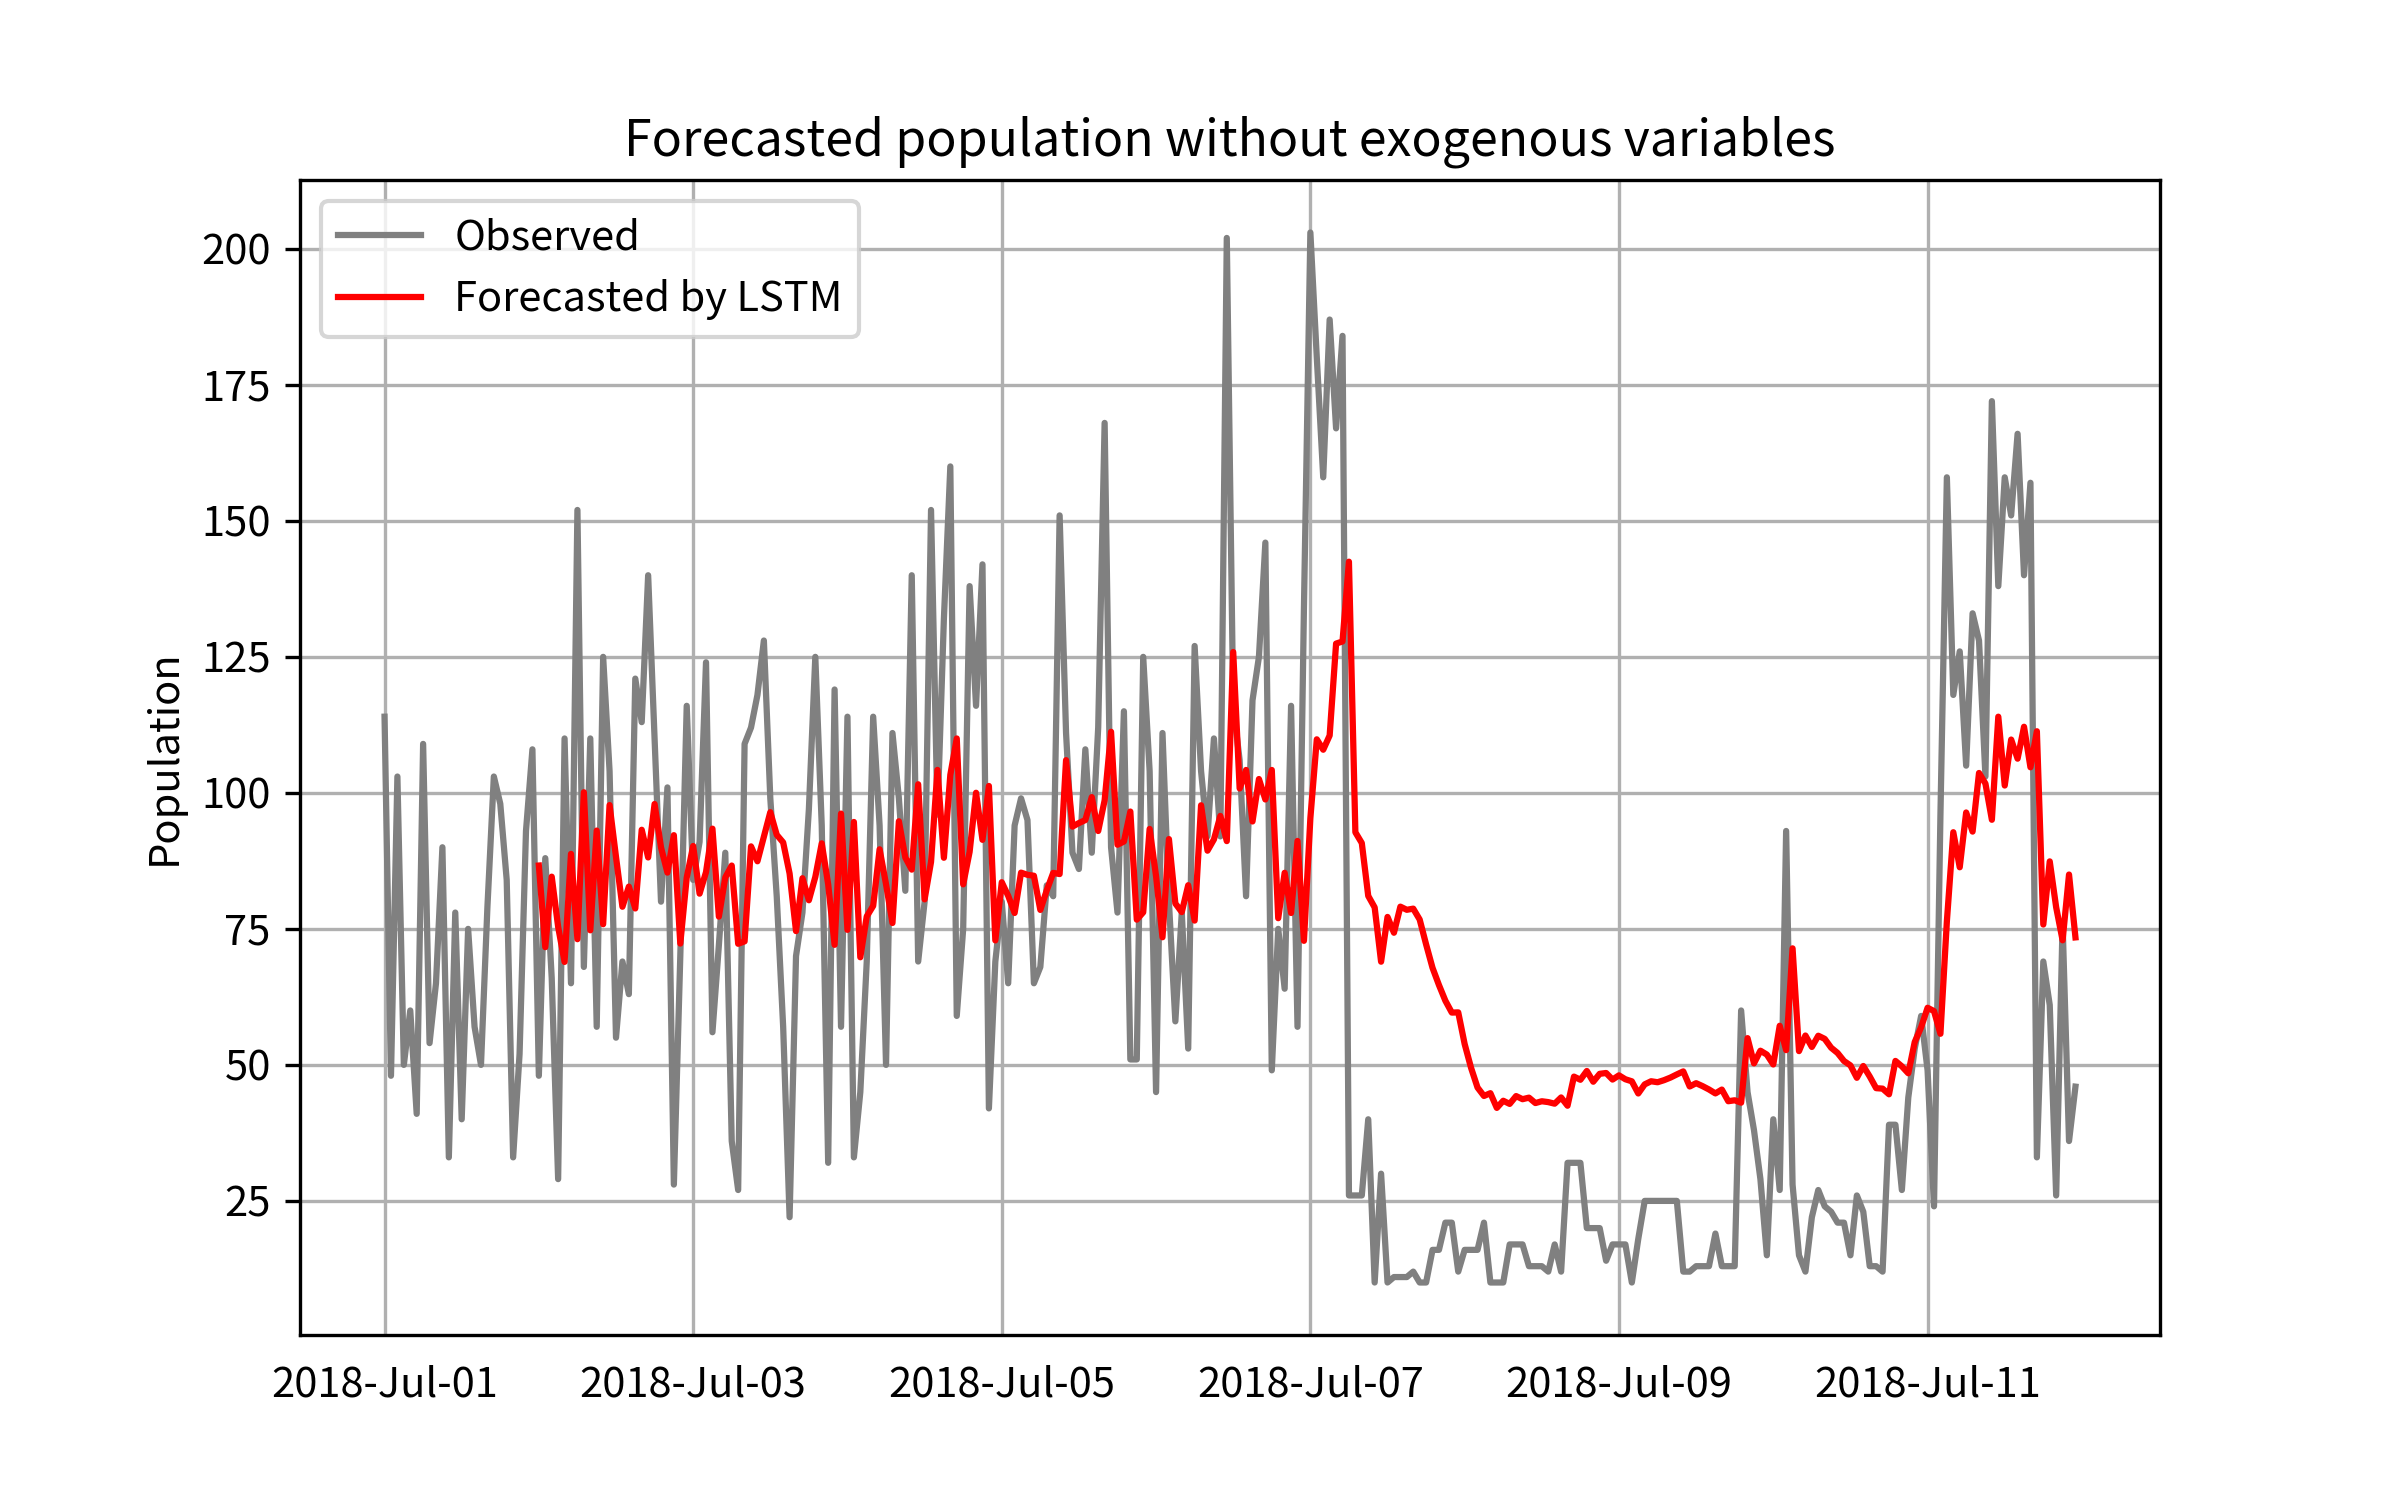 Forecasted population without exogenous variables
Observed
Forecasted by LSTM
Population
200
175
150
125
100
75
50
25
2018-Jul-01 2018-Jul-03 2018-Jul-05 2018-Jul-07 2018-Jul-09 2018-Jul-11